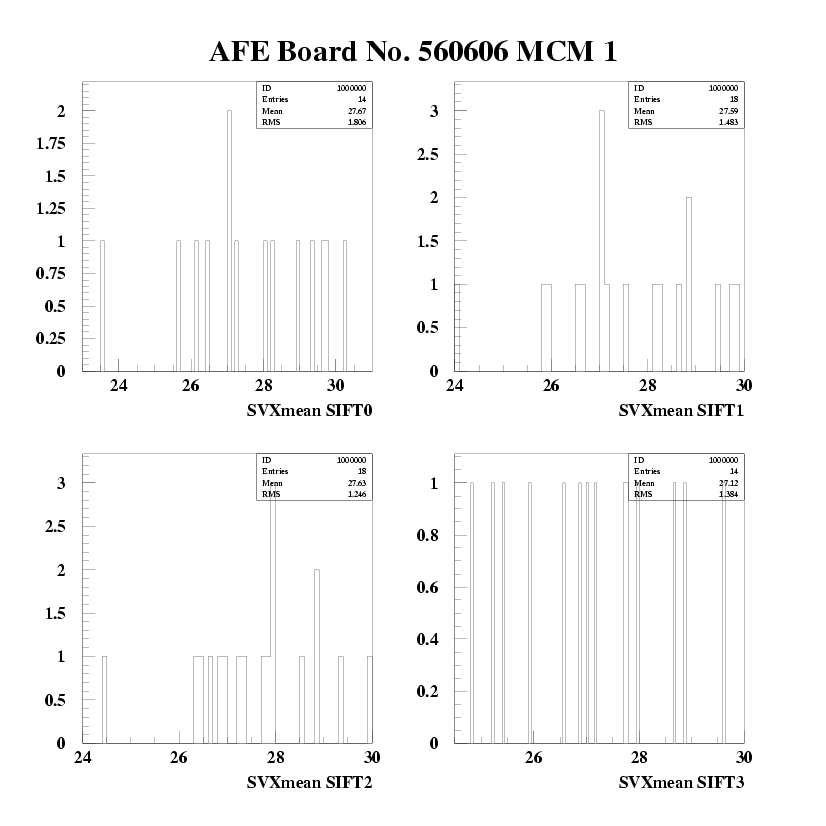 AFE Board No. 560606 MCM 1
ID 1000000
Entries 14
Mean 27.67
RMS 1.806
2
1.75
1.5
1.25
1
0.75
0.5
0.25
0
24 26 28 30
SVXmean SIFT0
ID 1000000
Entries 18
Mean 27.59
RMS 1.483
3
2.5
2
1.5
1
0.5
0
24 26 28 30
SVXmean SIFT1
ID 1000000
Entries 18
Mean 27.63
RMS 1.246
3
2.5
2
1.5
1
0.5
0
24 26 28 30
SVXmean SIFT2
ID 1000000
Entries 14
Mean 27.12
RMS 1.384
1
0.8
0.6
0.4
0.2
0
26 28 30
SVXmean SIFT3